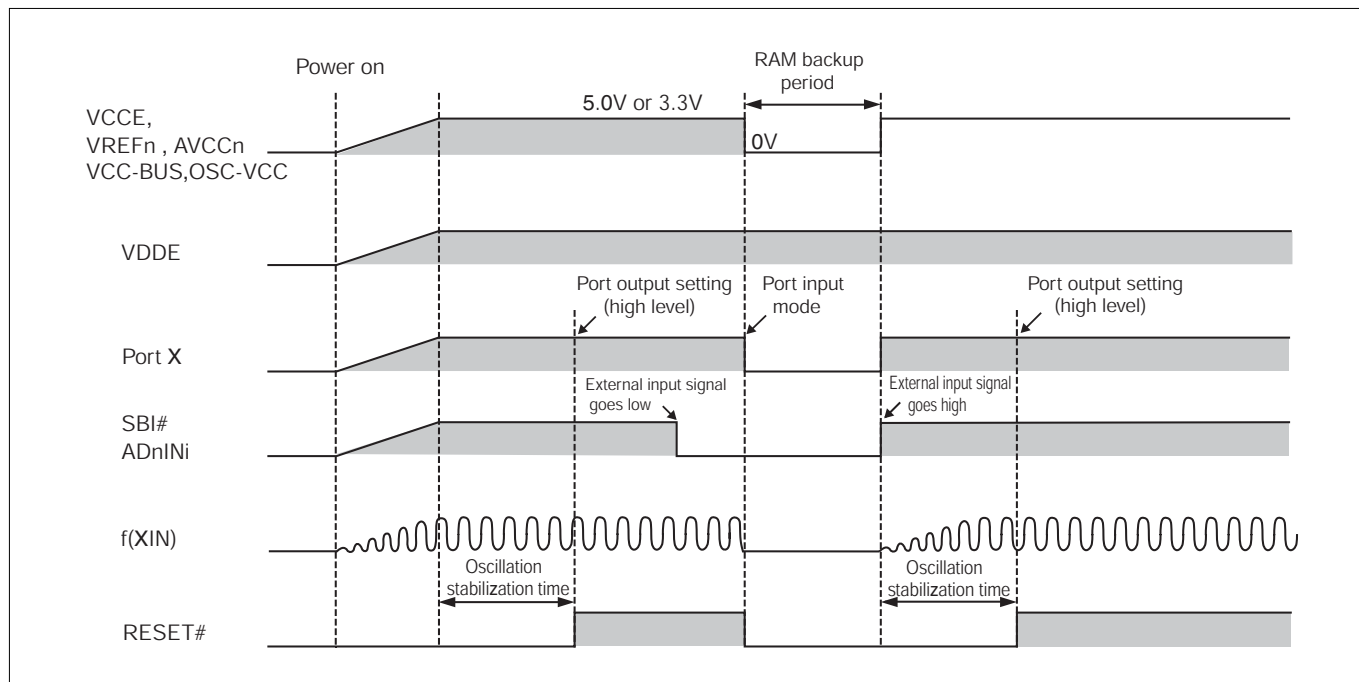 Power on
RAM backup
period
VCCE,
VREFn , AVCCn
VCC-BUS,OSC-VCC
5.0V or 3.3V
0V
VDDE
Port output setting
(high level)
Port input
mode
Port output setting
(high level)
Port X
External input signal
goes low
External input signal
goes high
SBI#
ADnINi
f(XIN)
Oscillation
stabilization time
Oscillation
stabilization time
RESET#